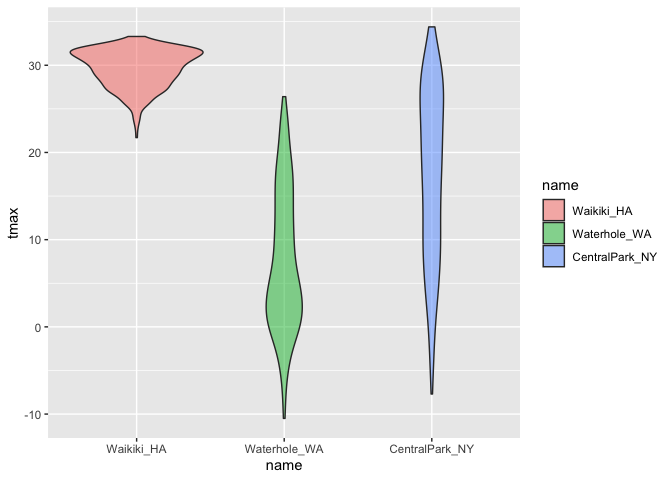 30
20
10
0
-10
tmax
Waikiki_HA
Waterhole_WA
CentralPark_NY
name
name
Waikiki_HA
Waterhole_WA
CentralPark_NY